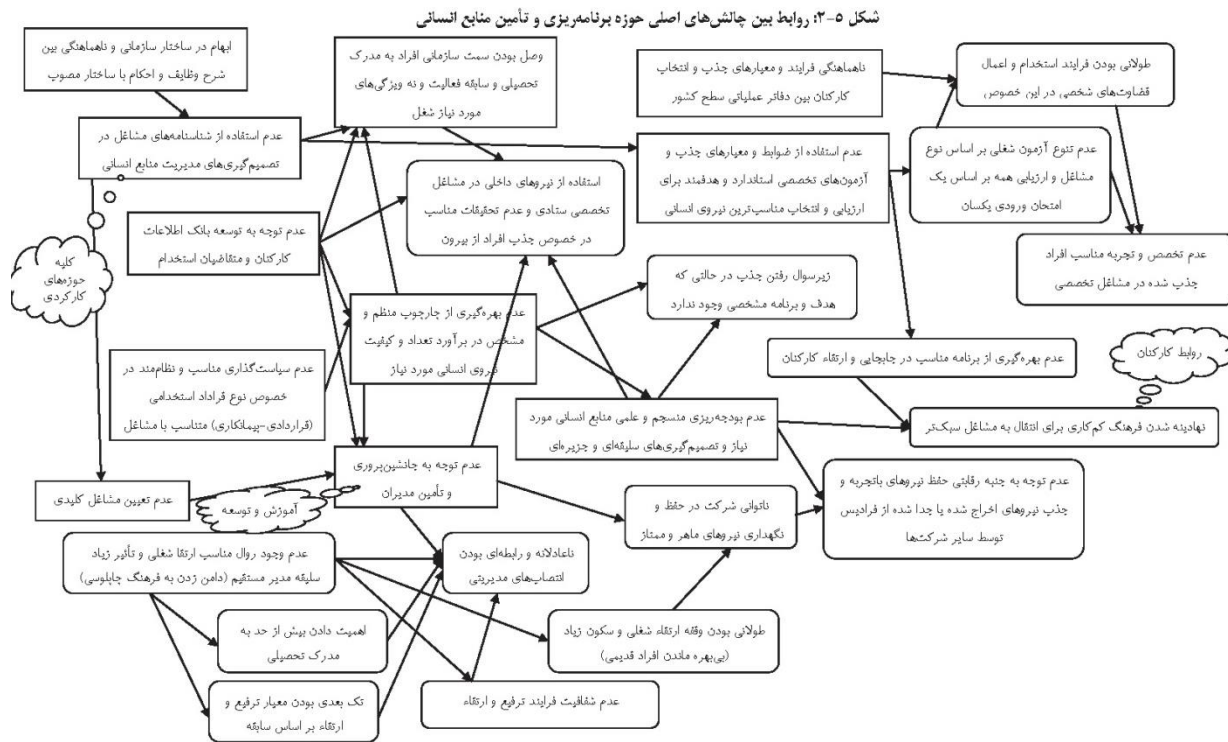 شکل ۵-۲: روابط بین چالش‌های اصلی حوزه برنامه‌ریزی و تأمین منابع انسانی
ابهام در ساختار سازمانی و ناهماهنگی بین
شرح وظایف و احکام با ساختار مصوب
وصل بودن سمت سازمانی افراد به مدرک
تحصیلی و سابقه فعالیت و نه ویژگی‌های
مورد نیاز شغل
ناهماهنگی فرایند و معیارهای جذب و انتخاب
کارکنان بین دفاتر عملیاتی سطح کشور
طولانی بودن فرایند استخدام و اعمال
قضاوت‌های شخصی در این خصوص
عدم استفاده از شناسنامه‌های مشاغل در
تصمیم‌گیری‌های مدیریت منابع انسانی
عدم استفاده از ضوابط و معیارهای جذب و
آزمون‌های تخصصی استاندارد و هدفمند برای
ارزیابی و انتخاب مناسب‌ترین نیروی انسانی
عدم تنوع آزمون شغلی بر اساس نوع
مشاغل و ارزیابی همه بر اساس یک
امتحان ورودی یکسان
استفاده از نیروهای داخلی در مشاغل
تخصصی ستادی و عدم تحقیقات مناسب
در خصوص جذب افراد از بیرون
عدم توجه به توسعه بانک اطلاعات
کارکنان و متقاضیان استخدام
کلیه
حوزه‌های
کارکردی
عدم تخصص و تجربه مناسب افراد
جذب شده در مشاغل تخصصی
زیرسوال رفتن جذب در حالتی که
هدف و برنامه مشخصی وجود ندارد
عدم بهره‌گیری از چارچوب منظم و
مشخص در برآورد تعداد و کیفیت
نیروی انسانی مورد نیاز
عدم بهره‌گیری از برنامه مناسب در جابجایی و ارتقاء کارکنان
روابط کارکنان
عدم سیاست‌گذاری مناسب و نظام‌مند در
خصوص نوع قراداد استخدامی
(قراردادی-پیمانکاری) متناسب با مشاغل
عدم بودجه‌ریزی منسجم و علمی منابع انسانی مورد
نیاز و تصمیم‌گیری‌های سلیقه‌ای و جزیره‌ای
نهادینه شدن فرهنگ کم‌کاری برای انتقال به مشاغل سبک‌تر
عدم توجه به جانشین‌پروری
و تأمین مدیران
عدم تعیین مشاغل کلیدی
آموزش و توسعه
ناتوانی شرکت در حفظ و
نگهداری نیروهای ماهر و ممتاز
عدم توجه به جنبه رقابتی حفظ نیروهای باتجربه و
جذب نیروهای اخراج شده یا جدا شده از فرادیس
توسط سایر شرکت‌ها
عدم وجود روال مناسب ارتقا شغلی و تأثیر زیاد
سلیقه مدیر مستقیم (دامن زدن به فرهنگ چاپلوسی)
ناعادلانه و رابطه‌ای بودن
انتصاب‌های مدیریتی
اهمیت دادن بیش از حد به
مدرک تحصیلی
طولانی بودن وقفه ارتقاء شغلی و سکون زیاد
(بی‌بهره ماندن افراد قدیمی)
تک بعدی بودن معیار ترفیع و
ارتقاء بر اساس سابقه
عدم شفافیت فرایند ترفیع و ارتقاء